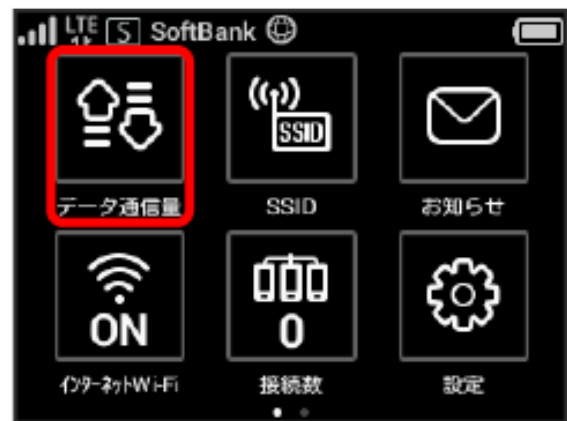 LTE S SoftBank
SSID
データ通信量 SSID お知らせ
ON 0
インターネットWi-Fi 接続数 設定